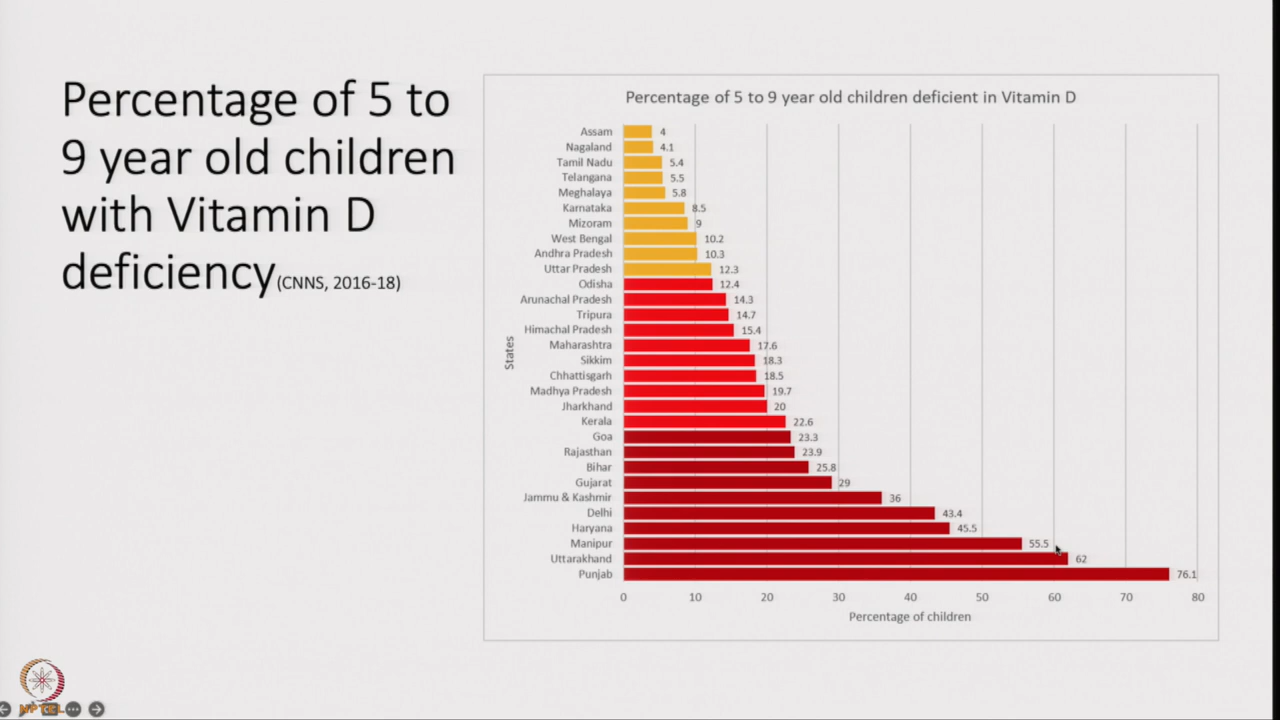 Percentage of 5 to
9 year old children
with Vitamin D
deficiency(CNNS, 2016-18)
Percentage of 5 to 9 year old children deficient in Vitamin D
States
Assam 4
Nagaland 4.1
Tamil Nadu 5.4
Telangana 5.5
Meghalaya 5.8
Karnataka 8.5
Mizoram 9
West Bengal 10.2
Andhra Pradesh 10.3
Uttar Pradesh 12.3
Odisha 12.4
Arunachal Pradesh 14.3
Tripura 14.7
Himachal Pradesh 15.4
Maharashtra 17.6
Sikkim 18.3
Chhattisgarh 18.5
Madhya Pradesh 19.7
Jharkhand 20
Kerala 22.6
Goa 23.3
Rajasthan 23.9
Bihar 25.8
Gujarat 29
Jammu & Kashmir 36
Delhi 43.4
Haryana 45.5
Manipur 55.5
Uttarakhand 62
Punjab 76.1
0 10 20 30 40 50 60 70 80
Percentage of children
NPTEL